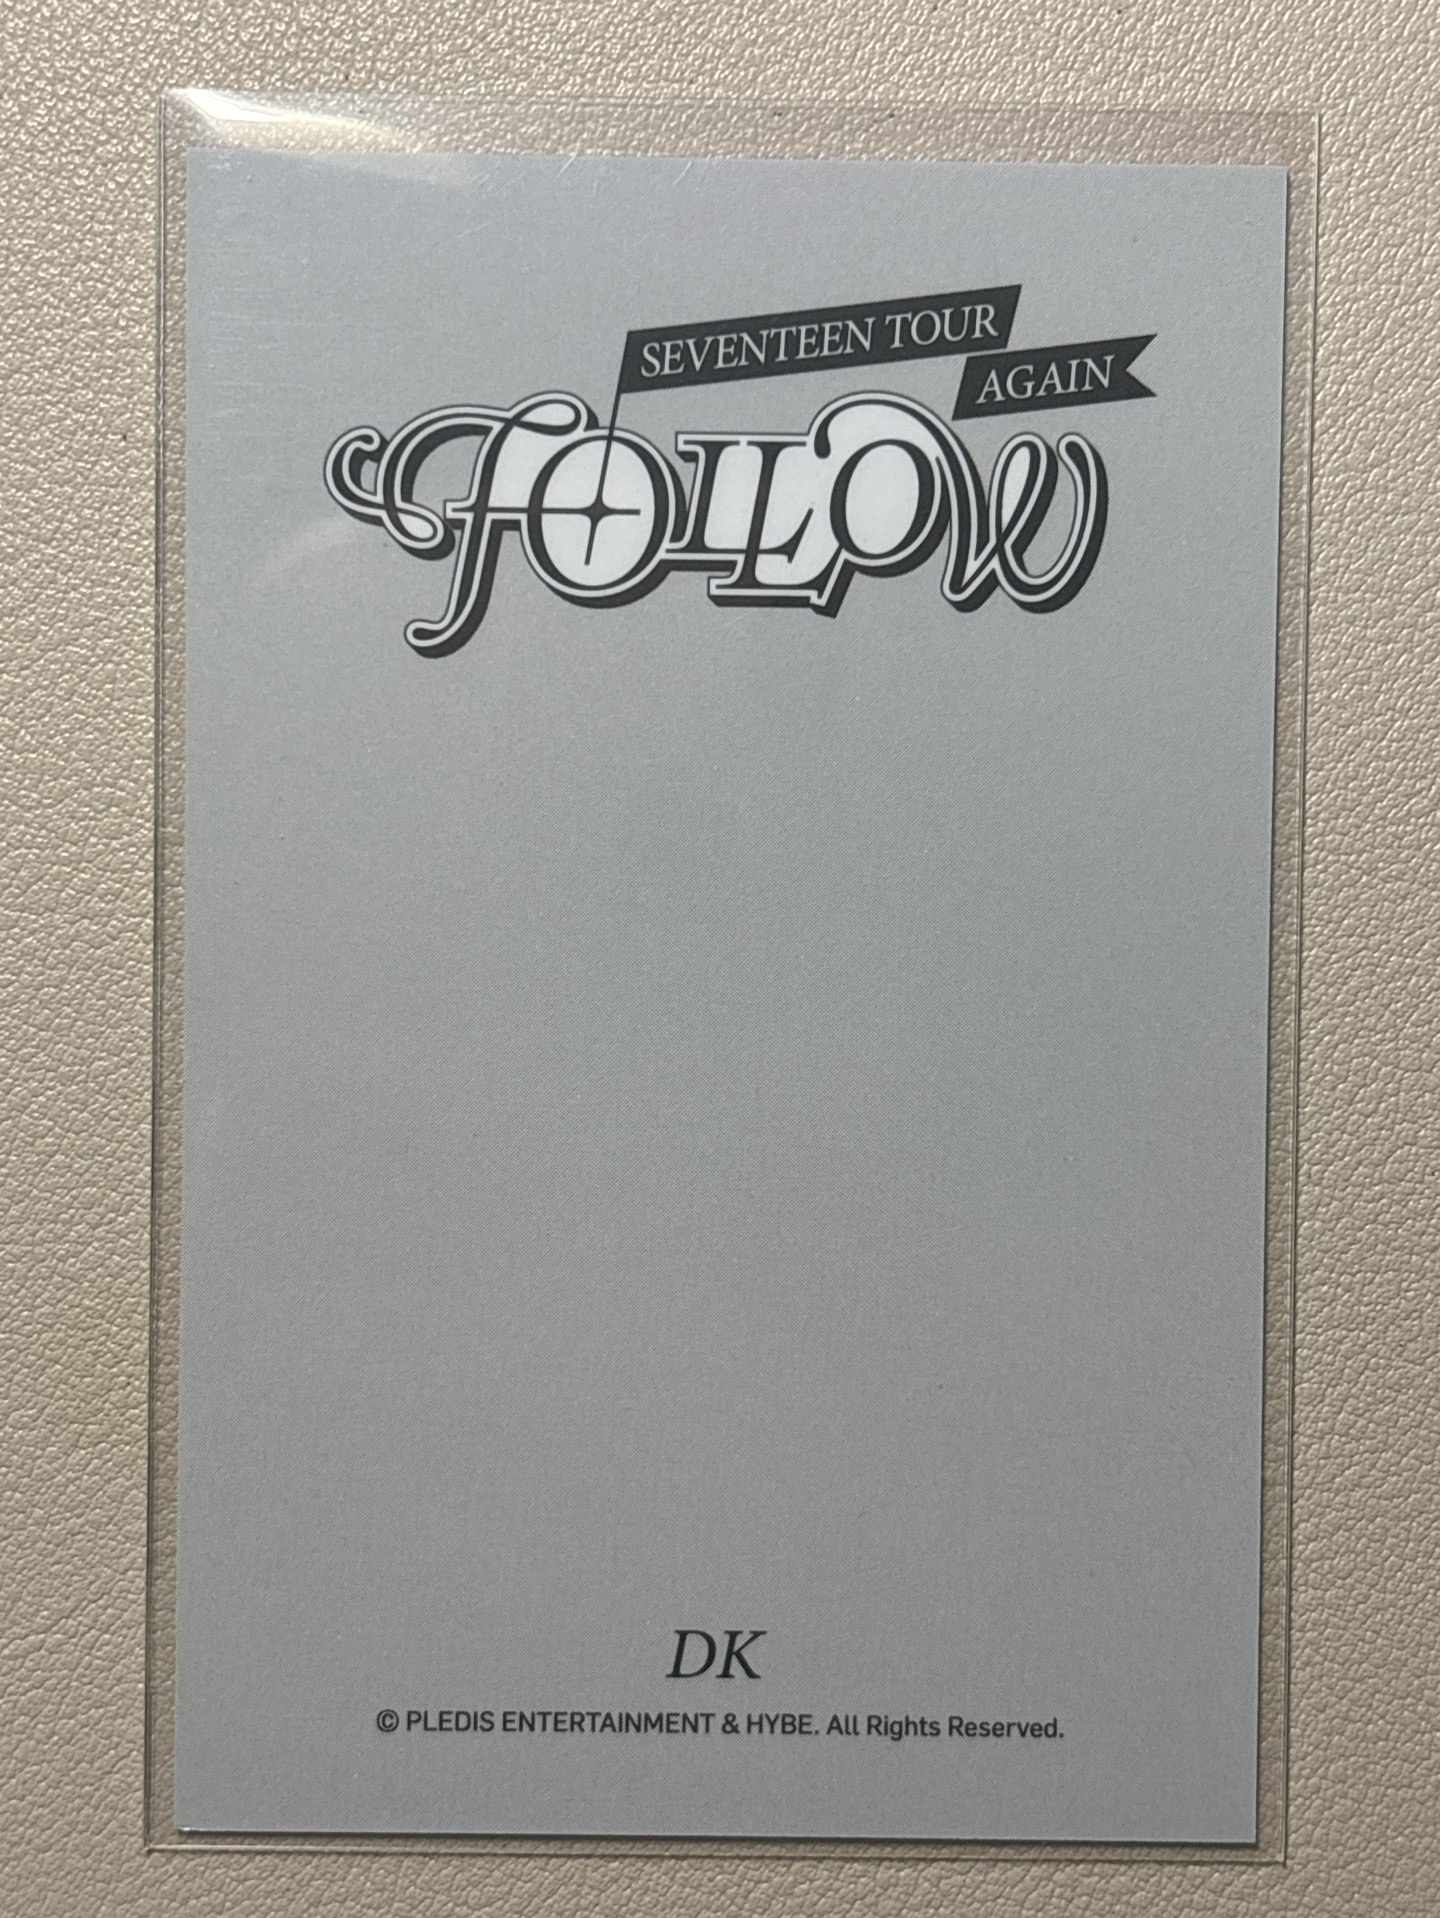 SEVENTEEN TOUR
AGAIN
FOLLOW
DK
© PLEDIS ENTERTAINMENT & HYBE. All Rights Reserved.